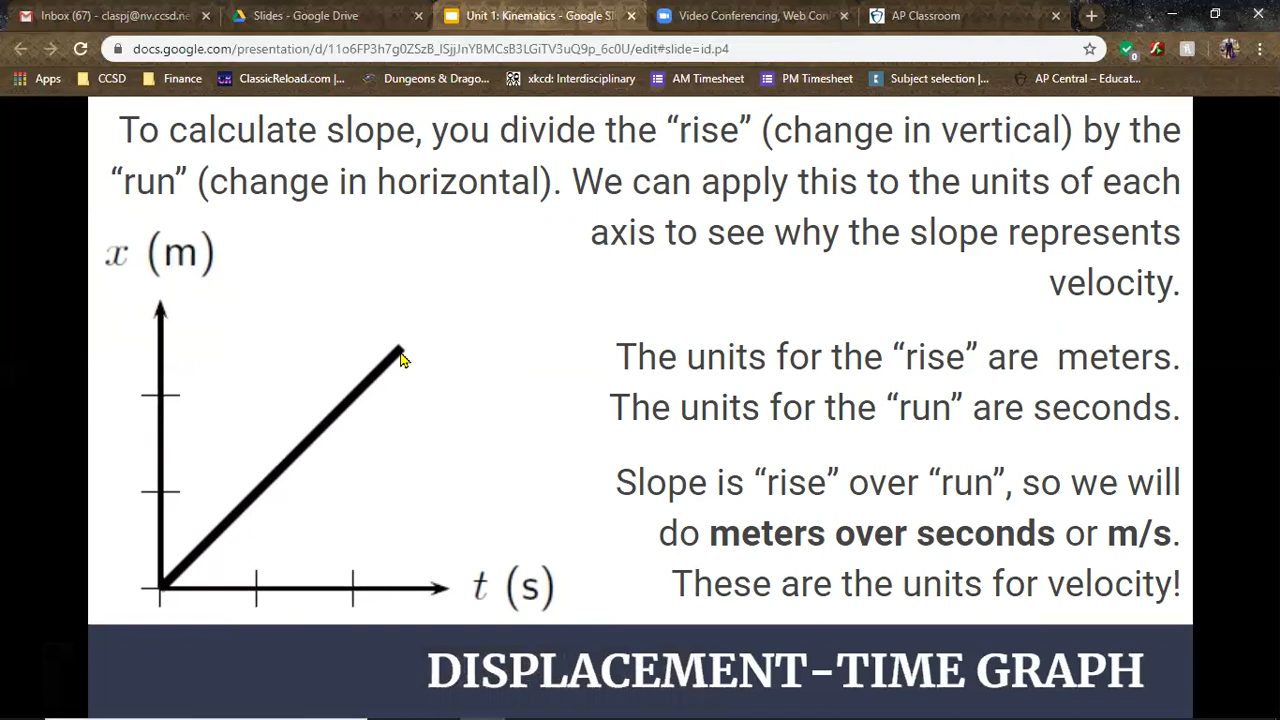 Inbox (67) - claspj@nv.ccsd.ne
Slides - Google Drive
Unit 1: Kinematics - Google Sl
Video Conferencing, Web Con
AP Classroom
docs.google.com/presentation/d/11o6FP3h7g0ZSzB_lSjjJnYBMCsB3LGiTV3uQ9p_6c0U/edit#slide=id.p4
Apps
CCSD
Finance
ClassicReload.com |...
Dungeons & Drago...
xkcd: Interdisciplinary
AM Timesheet
PM Timesheet
Subject selection |...
AP Central – Educat...
To calculate slope, you divide the “rise” (change in vertical) by the
“run” (change in horizontal). We can apply this to the units of each
axis to see why the slope represents
velocity.
x (m)
The units for the “rise” are meters.
The units for the “run” are seconds.
Slope is “rise” over “run”, so we will
do meters over seconds or m/s.
These are the units for velocity!
t (s)
DISPLACEMENT-TIME GRAPH